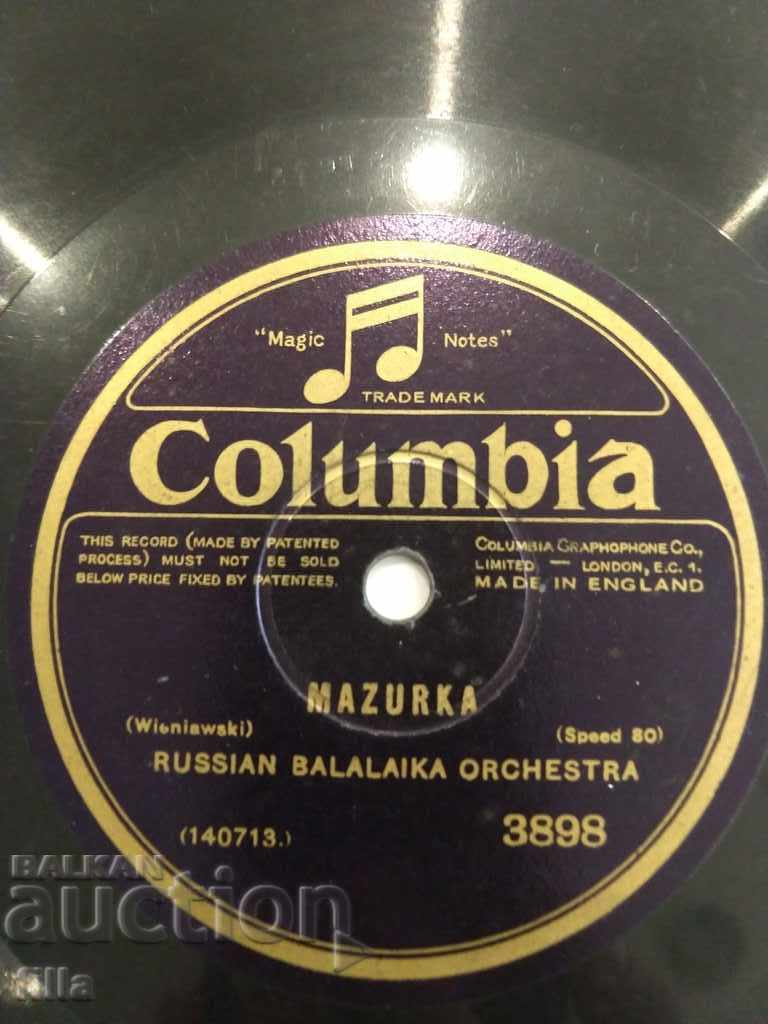 "Magic Notes"
TRADE MARK
Columbia
THIS RECORD (MADE BY PATENTED
PROCESS) MUST NOT BE SOLD
BELOW PRICE FIXED BY PATENTEES.
COLUMBIA GRAPHOPHONE CO.,
LIMITED — LONDON, E.C. 1.
MADE IN ENGLAND
MAZURKA
(Wieniawski) (Speed 80)
RUSSIAN BALALAIKA ORCHESTRA
(140713.) 3898
BALKAN
auction
filla